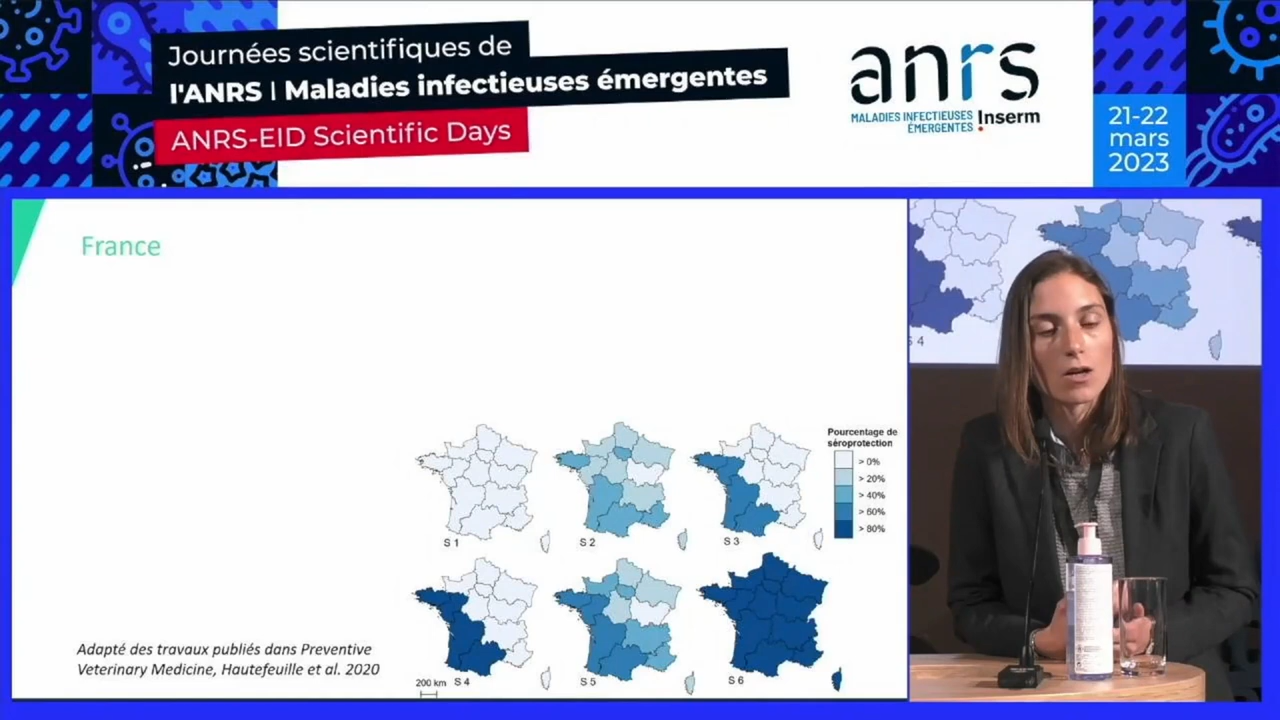 Journées scientifiques de
l'ANRS | Maladies infectieuses émergentes
ANRS-EID Scientific Days
anrs
MALADIES INFECTIEUSES
ÉMERGENTES Inserm
21-22
mars
2023
France
Pourcentage de
séroprotection
> 0%
> 20%
> 40%
> 60%
> 80%
S 1
S 2
S 3
200 km
S 4
S 5
S 6
Adapté des travaux publiés dans Preventive
Veterinary Medicine, Hautefeuille et al. 2020